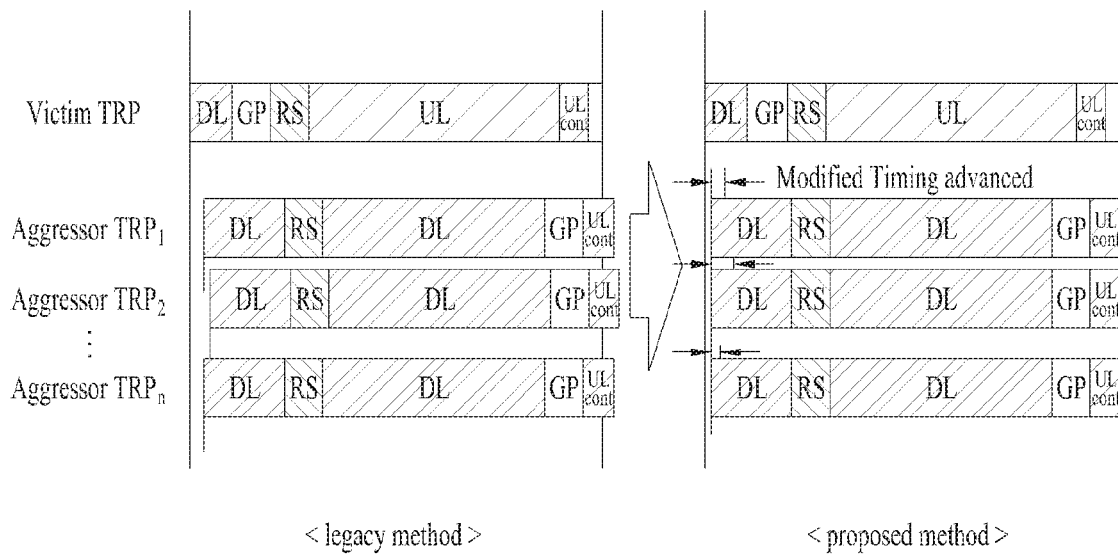 Victim TRP DL GP RS UL UL cont DL GP RS UL UL cont
Modified Timing advanced
Aggressor TRP1 DL RS DL GP UL cont DL RS DL GP UL cont
Aggressor TRP2 DL RS DL GP UL cont DL RS DL GP UL cont
⋮
Aggressor TRPn DL RS DL GP UL cont DL RS DL GP UL cont
< legacy method > < proposed method >